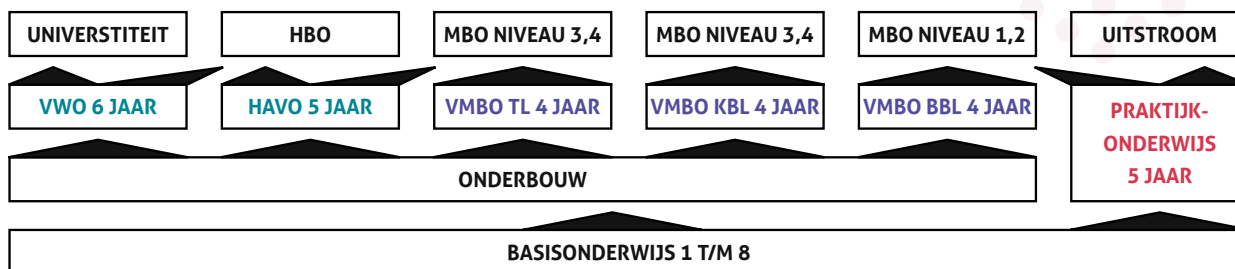 UNIVERSTITEIT
HBO
MBO NIVEAU 3,4
MBO NIVEAU 3,4
MBO NIVEAU 1,2
UITSTROOM
VWO 6 JAAR
HAVO 5 JAAR
VMBO TL 4 JAAR
VMBO KBL 4 JAAR
VMBO BBL 4 JAAR
PRAKTIJK-
ONDERWIJS
5 JAAR
ONDERBOUW
BASISONDERWIJS 1 T/M 8